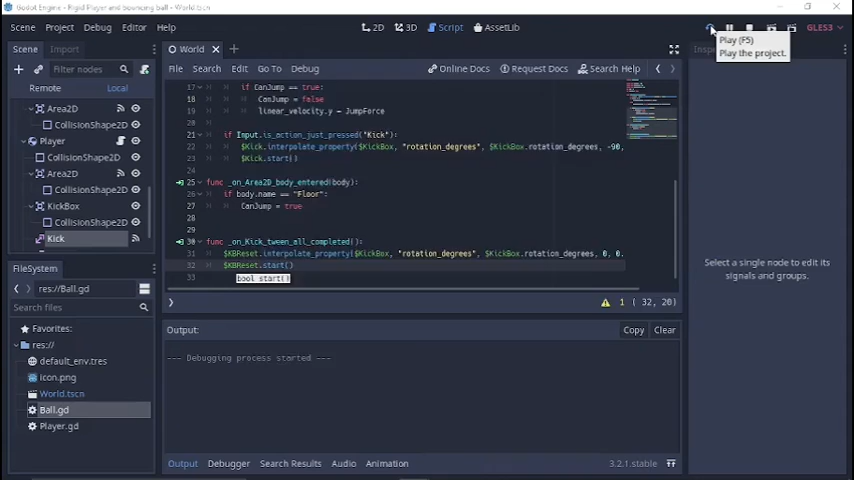 Godot Engine - Rigid Player and Bouncing Ball - World.tscn
Scene Project Debug Editor Help
2D 3D Script AssetLib
GLES3
Play (F5)
Play the project.
Scene Import
Filter nodes
Remote Local
Area2D
CollisionShape2D
Player
CollisionShape2D
Area2D
CollisionShape2D
KickBox
CollisionShape2D
Kick
FileSystem
res://Ball.gd
Search files
Favorites:
res://
default_env.tres
icon.png
World.tscn
Ball.gd
Player.gd
World
File Search Edit Go To Debug
Online Docs Request Docs Search Help
17 if CanJump == true:
18 CanJump = false
19 linear_velocity.y = JumpForce
20
21 if Input.is_action_just_pressed("Kick"):
22 $Kick.interpolate_property($KickBox, "rotation_degrees", $KickBox.rotation_degrees, -90,
23 $Kick.start()
24
25 func _on_Area2D_body_entered(body):
26 if body.name == "Floor":
27 CanJump = true
28
29
30 func _on_Kick_tween_all_completed():
31 $KBReset.interpolate_property($KickBox, "rotation_degrees", $KickBox.rotation_degrees, 0, 0.
32 $KBReset.start()
bool start()
33
1 ( 32, 20)
Output:
Copy Clear
--- Debugging process started ---
Output Debugger Search Results Audio Animation
3.2.1.stable
Select a single node to edit its
signals and groups.